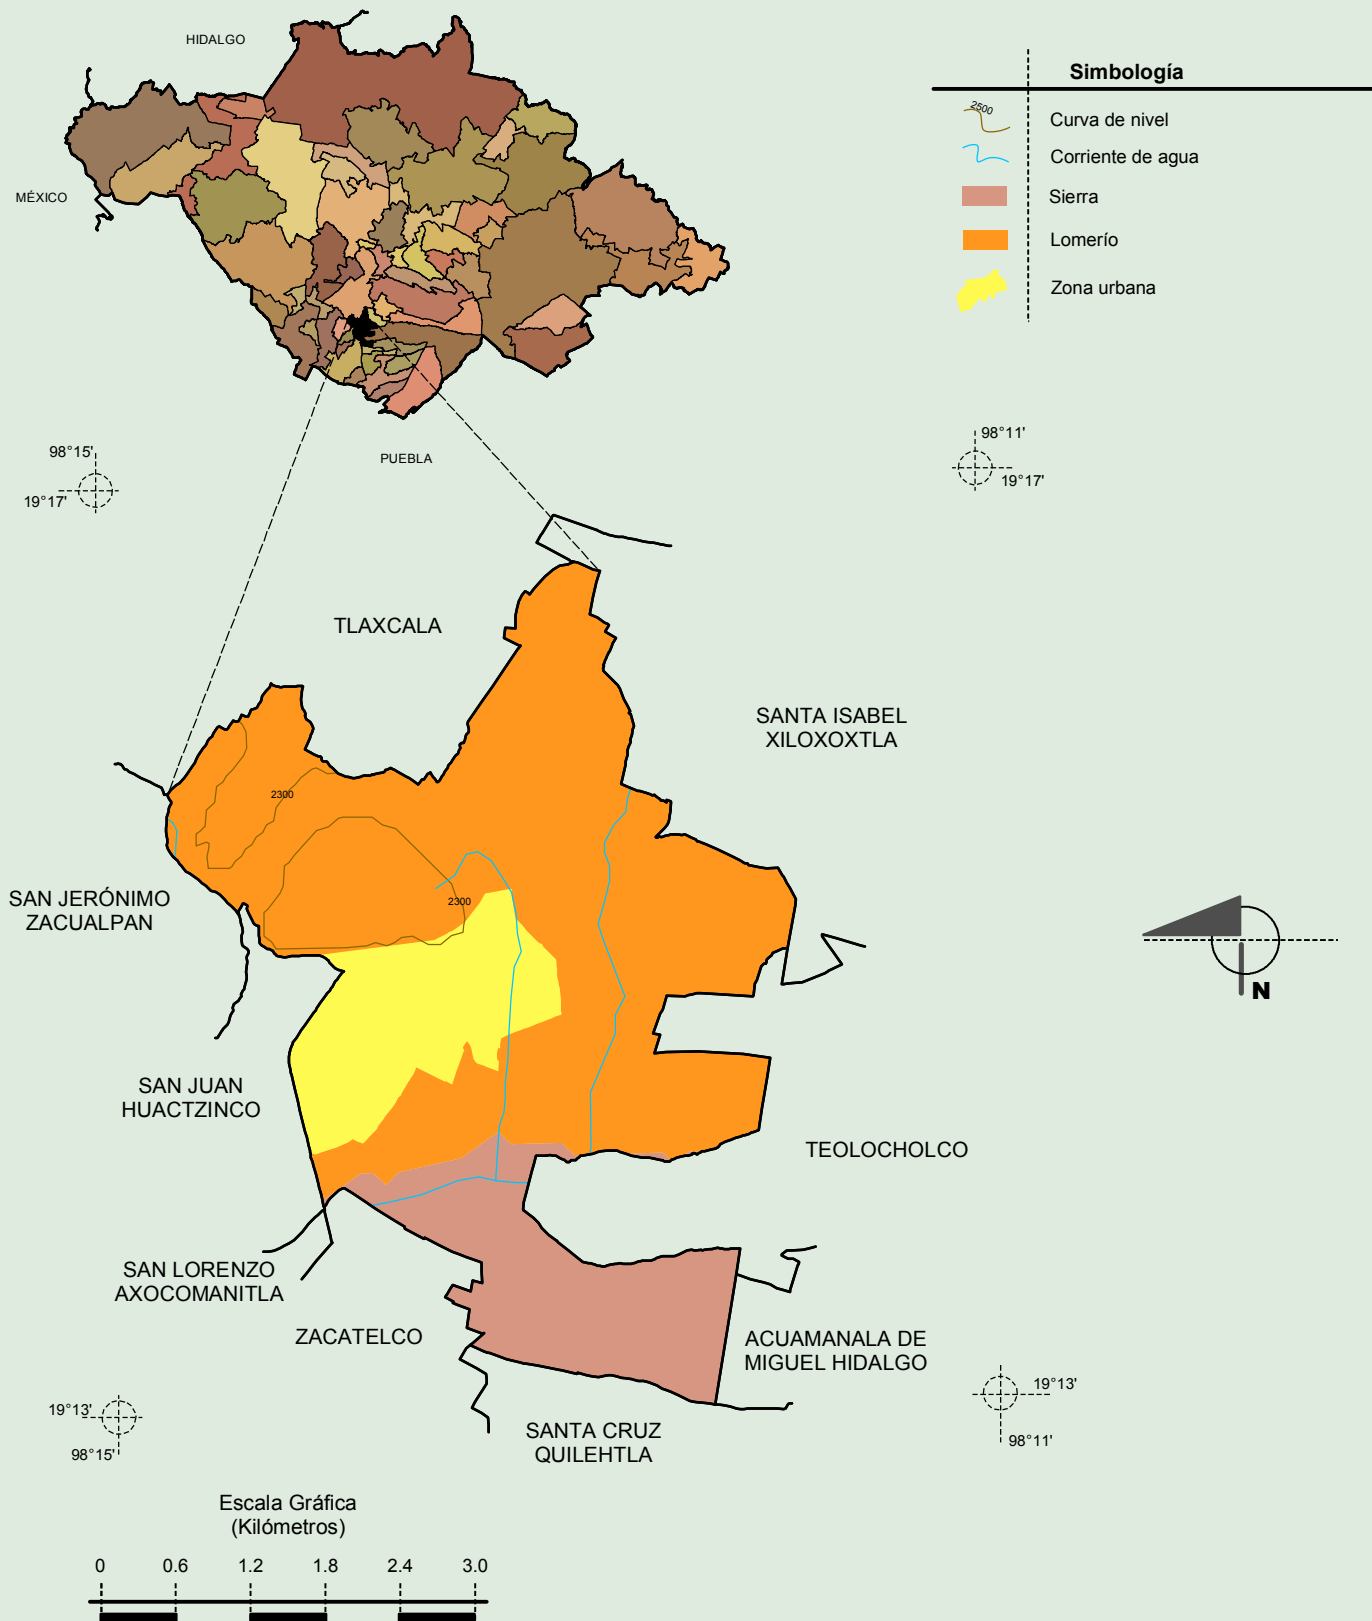 HIDALGO
MÉXICO
PUEBLA
Simbología
2500
Curva de nivel
Corriente de agua
Sierra
Lomerío
Zona urbana
98°15'
19°17'
98°11'
19°17'
TLAXCALA
SANTA ISABEL
XILOXOXTLA
2300
2300
SAN JERÓNIMO
ZACUALPAN
N
SAN JUAN
HUACTZINCO
TEOLOCHOLCO
SAN LORENZO
AXOCOMANITLA
ZACATELCO
ACUAMANALA DE
MIGUEL HIDALGO
SANTA CRUZ
QUILEHTLA
19°13'
98°15'
19°13'
98°11'
Escala Gráfica
(Kilómetros)
0 0.6 1.2 1.8 2.4 3.0